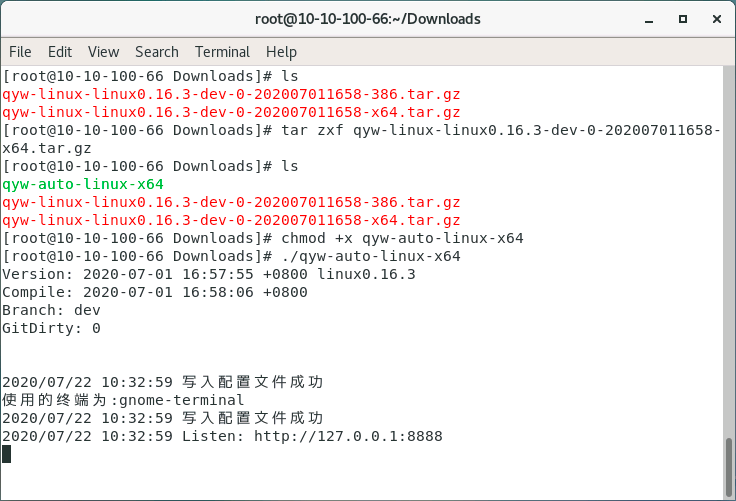 root@10-10-100-66:~/Downloads
File Edit View Search Terminal Help
[root@10-10-100-66 Downloads]# ls
qyw-linux-linux0.16.3-dev-0-202007011658-386.tar.gz
qyw-linux-linux0.16.3-dev-0-202007011658-x64.tar.gz
[root@10-10-100-66 Downloads]# tar zxf qyw-linux-linux0.16.3-dev-0-202007011658-
x64.tar.gz
[root@10-10-100-66 Downloads]# ls
qyw-auto-linux-x64
qyw-linux-linux0.16.3-dev-0-202007011658-386.tar.gz
qyw-linux-linux0.16.3-dev-0-202007011658-x64.tar.gz
[root@10-10-100-66 Downloads]# chmod +x qyw-auto-linux-x64
[root@10-10-100-66 Downloads]# ./qyw-auto-linux-x64
Version: 2020-07-01 16:57:55 +0800 linux0.16.3
Compile: 2020-07-01 16:58:06 +0800
Branch: dev
GitDirty: 0
2020/07/22 10:32:59 写入配置文件成功
使用的终端为:gnome-terminal
2020/07/22 10:32:59 写入配置文件成功
2020/07/22 10:32:59 Listen: http://127.0.0.1:8888